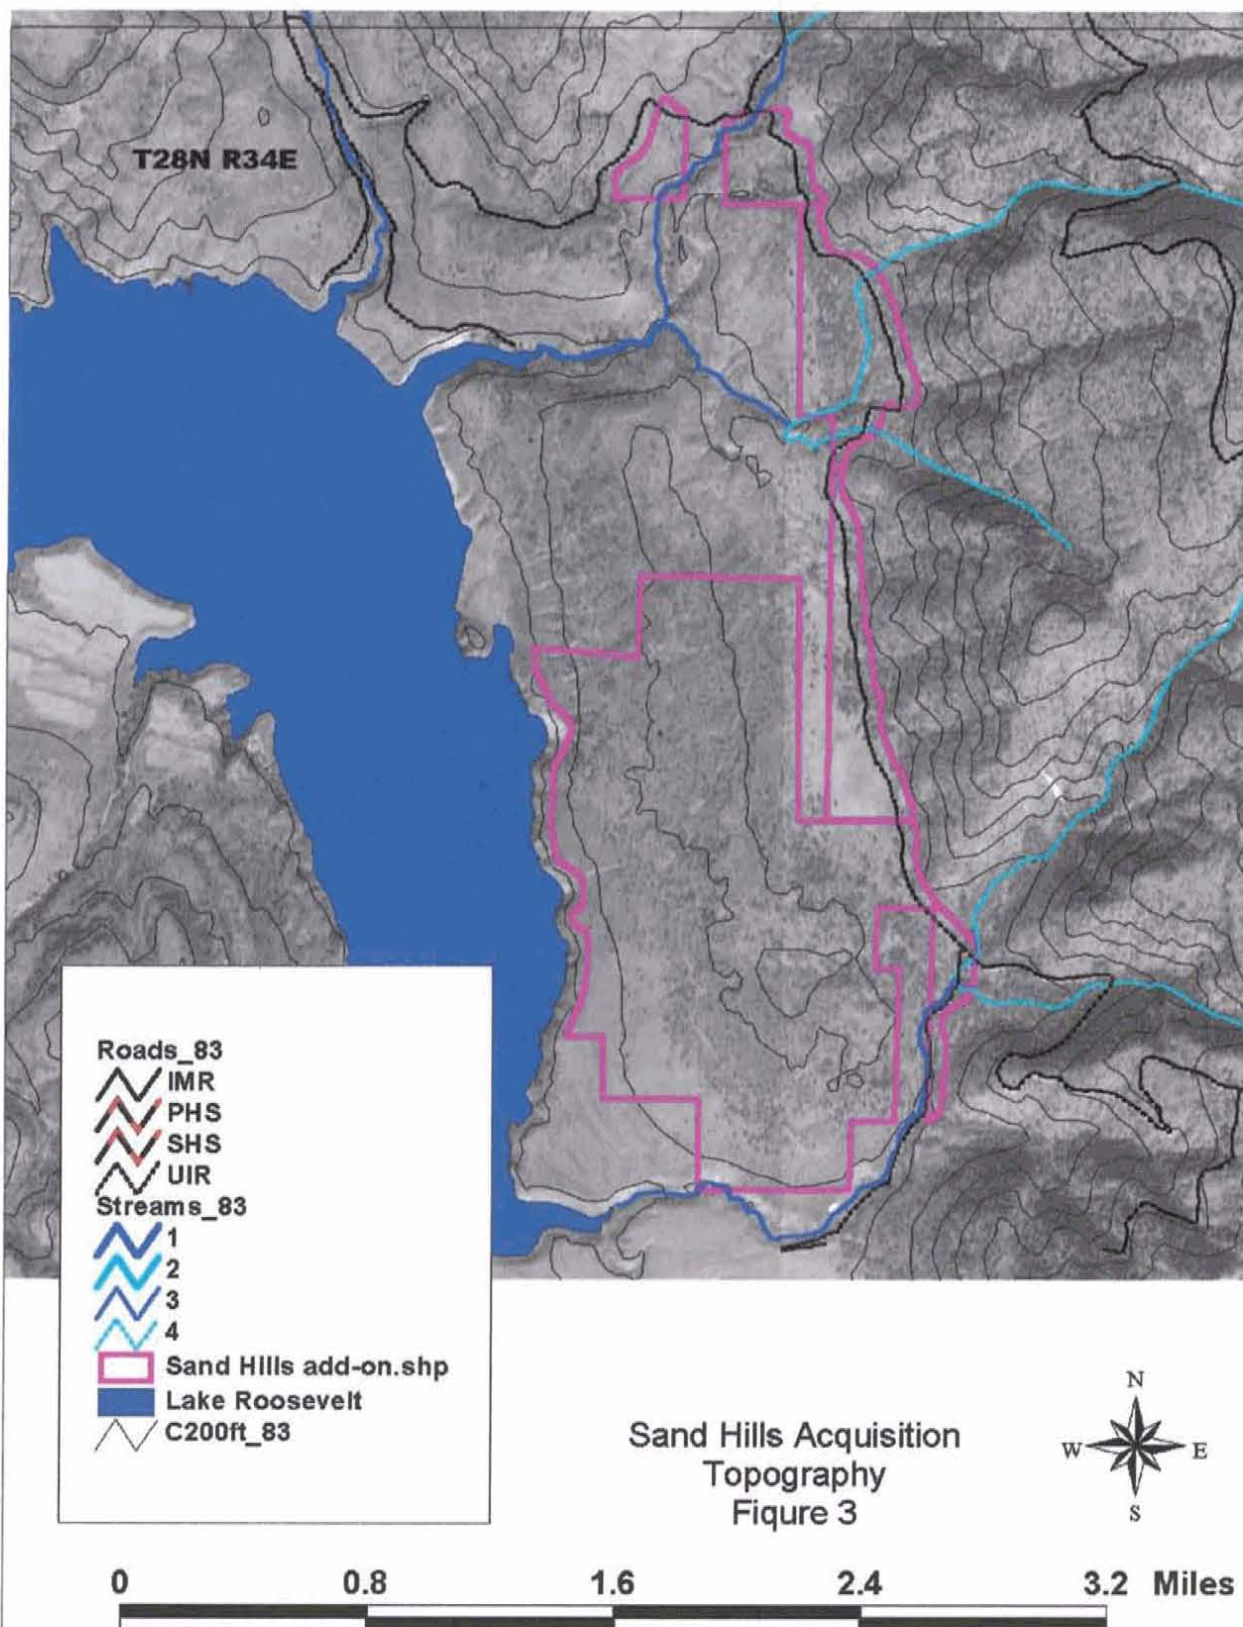 T28N R34E
Roads_83
IMR
PHS
SHS
UIR
Streams_83
1
2
3
4
Sand Hills add-on.shp
Lake Roosevelt
C200ft_83
Sand Hills Acquisition
Topography
Fiqure 3
N
W E
S
0 0.8 1.6 2.4 3.2 Miles